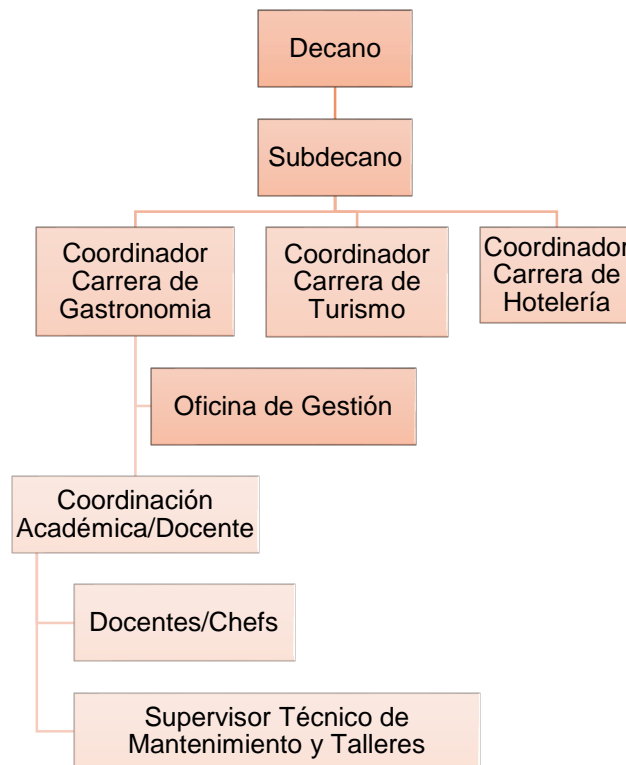 Decano
Subdecano
Coordinador
Carrera de
Gastronomia
Coordinador
Carrera de
Turismo
Coordinador
Carrera de
Hotelería
Oficina de Gestión
Coordinación
Académica/Docente
Docentes/Chefs
Supervisor Técnico de
Mantenimiento y Talleres